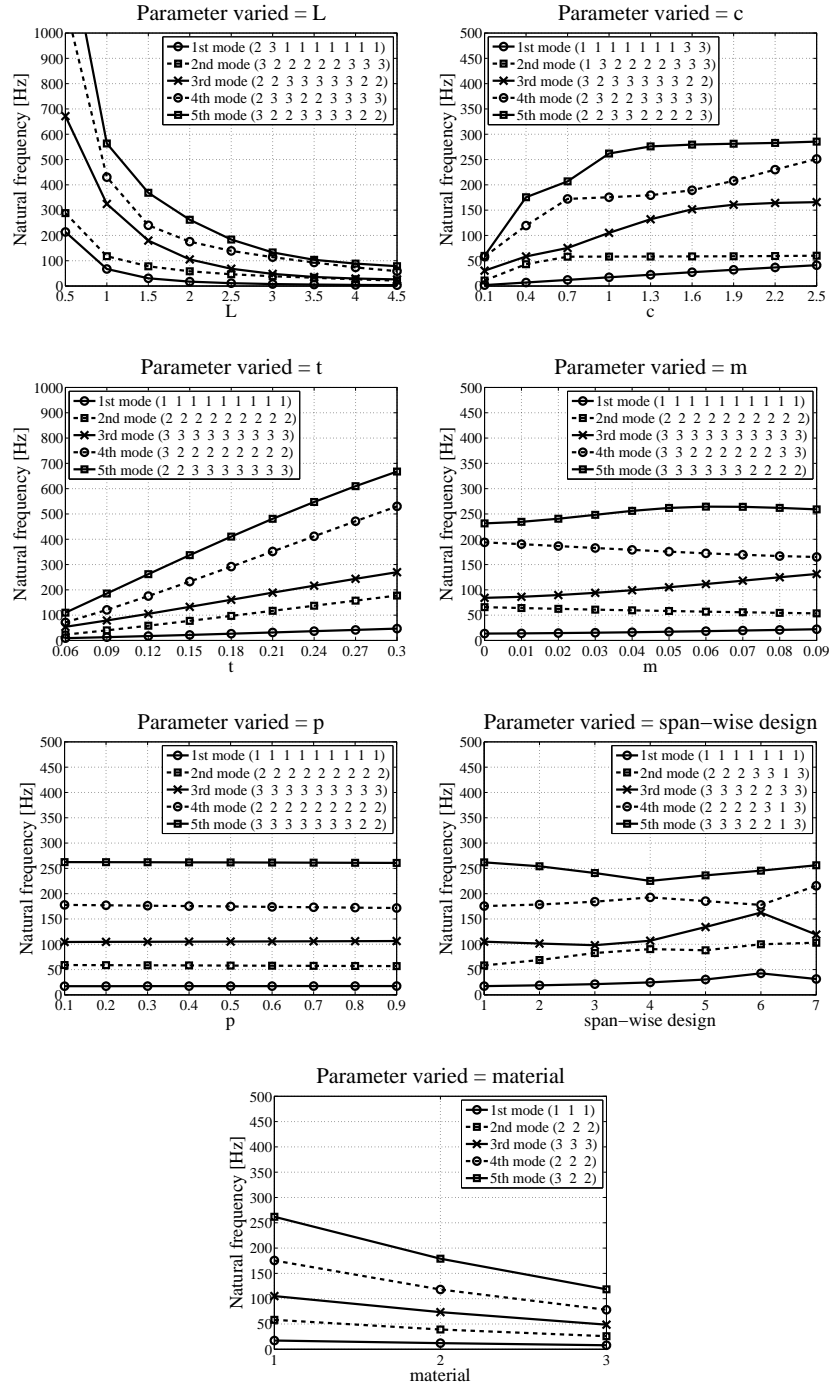 Parameter varied = L
Natural frequency [Hz]
1000
900
800
700
600
500
400
300
200
100
0
1st mode (2 3 1 1 1 1 1 1 1)
2nd mode (3 2 2 2 2 2 3 3 3)
3rd mode (2 2 3 3 3 3 3 2 2)
4th mode (2 3 3 2 2 3 3 3 3)
5th mode (3 2 2 3 3 3 2 2 2)
0.5 1 1.5 2 2.5 3 3.5 4 4.5
L
Parameter varied = c
Natural frequency [Hz]
500
450
400
350
300
250
200
150
100
50
0
1st mode (1 1 1 1 1 1 1 3 3)
2nd mode (1 3 2 2 2 2 3 3 3)
3rd mode (3 2 3 3 3 3 3 2 2)
4th mode (2 3 2 2 3 3 3 3 3)
5th mode (2 2 3 3 2 2 2 2 3)
0.1 0.4 0.7 1 1.3 1.6 1.9 2.2 2.5
c
Parameter varied = t
Natural frequency [Hz]
1000
900
800
700
600
500
400
300
200
100
0
1st mode (1 1 1 1 1 1 1 1 1)
2nd mode (2 2 2 2 2 2 2 2 2)
3rd mode (3 3 3 3 3 3 3 3 3)
4th mode (3 2 2 2 2 2 2 2 2)
5th mode (2 2 3 3 3 3 3 3 3)
0.06 0.09 0.12 0.15 0.18 0.21 0.24 0.27 0.3
t
Parameter varied = m
Natural frequency [Hz]
500
450
400
350
300
250
200
150
100
50
0
1st mode (1 1 1 1 1 1 1 1 1 1)
2nd mode (2 2 2 2 2 2 2 2 2 2)
3rd mode (3 3 3 3 3 3 3 3 3 3)
4th mode (3 3 2 2 2 2 2 2 3 3)
5th mode (3 3 3 3 3 3 2 2 2 2)
0 0.01 0.02 0.03 0.04 0.05 0.06 0.07 0.08 0.09
m
Parameter varied = p
Natural frequency [Hz]
500
450
400
350
300
250
200
150
100
50
0
1st mode (1 1 1 1 1 1 1 1 1)
2nd mode (2 2 2 2 2 2 2 2 2)
3rd mode (3 3 3 3 3 3 3 3 3)
4th mode (2 2 2 2 2 2 2 2 2)
5th mode (3 3 3 3 3 3 3 2 2)
0.1 0.2 0.3 0.4 0.5 0.6 0.7 0.8 0.9
p
Parameter varied = span−wise design
Natural frequency [Hz]
500
450
400
350
300
250
200
150
100
50
0
1st mode (1 1 1 1 1 1 1)
2nd mode (2 2 2 3 3 1 3)
3rd mode (3 3 3 2 2 3 3)
4th mode (2 2 2 2 3 1 3)
5th mode (3 3 3 2 2 1 3)
1 2 3 4 5 6 7
span−wise design
Parameter varied = material
Natural frequency [Hz]
500
450
400
350
300
250
200
150
100
50
0
1st mode (1 1 1)
2nd mode (2 2 2)
3rd mode (3 3 3)
4th mode (2 2 2)
5th mode (3 2 2)
1 2 3
material